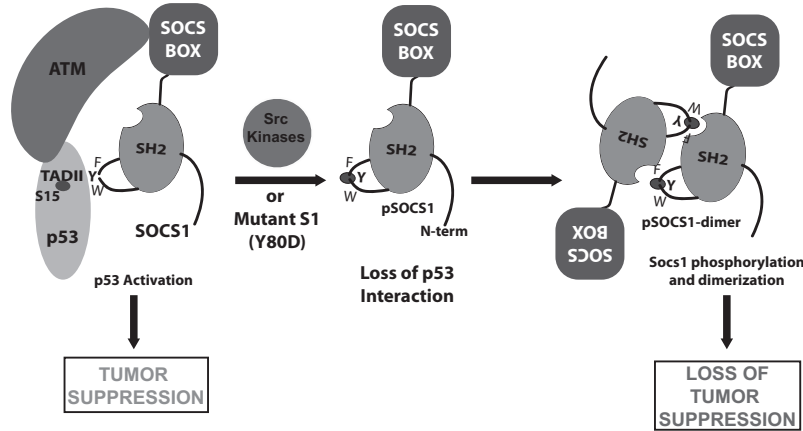 ATM
SOCS
BOX
SH2
F
Y
W
TADII
S15
p53
SOCS1
p53 Activation
TUMOR
SUPPRESSION
Src
Kinases
or
Mutant S1
(Y80D)
SOCS
BOX
SH2
F
Y
W
pSOCS1
N-term
Loss of p53
Interaction
SOCS
BOX
SH2
W
Y
F
SH2
F
Y
W
SOCS
BOX
pSOCS1-dimer
Socs1 phosphorylation
and dimerization
LOSS OF
TUMOR
SUPPRESSION